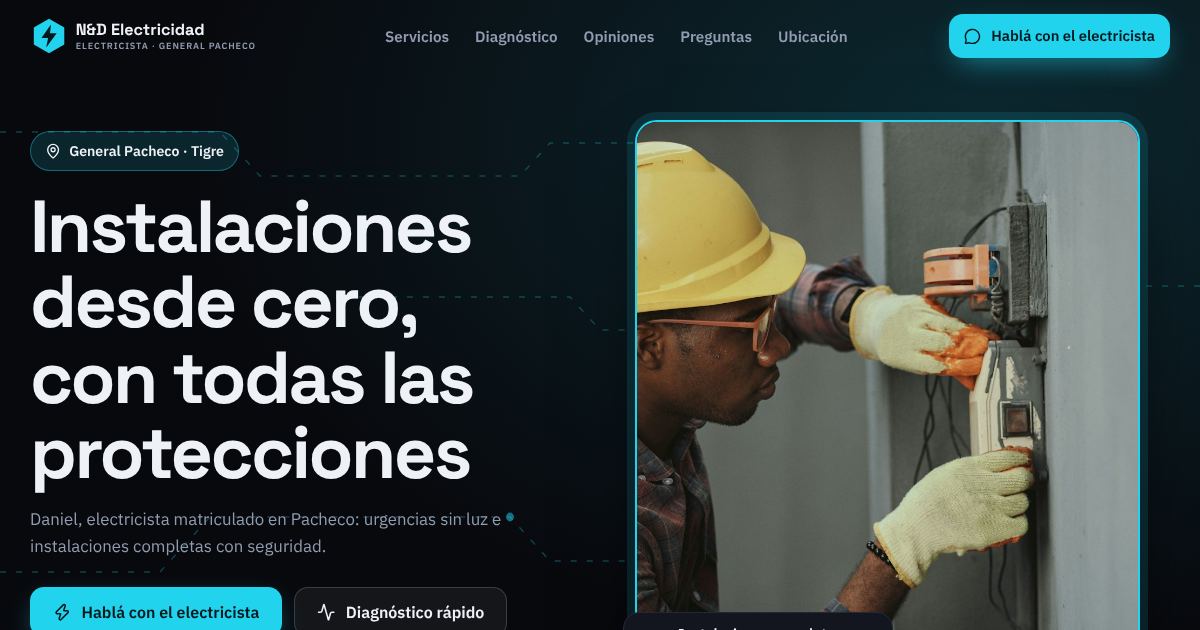 N&D Electricidad
ELECTRICISTA · GENERAL PACHECO
Servicios
Diagnóstico
Opiniones
Preguntas
Ubicación
Hablá con el electricista
General Pacheco · Tigre
Instalaciones
desde cero,
con todas las
protecciones
Daniel, electricista matriculado en Pacheco: urgencias sin luz e
instalaciones completas con seguridad.
Hablá con el electricista
Diagnóstico rápido